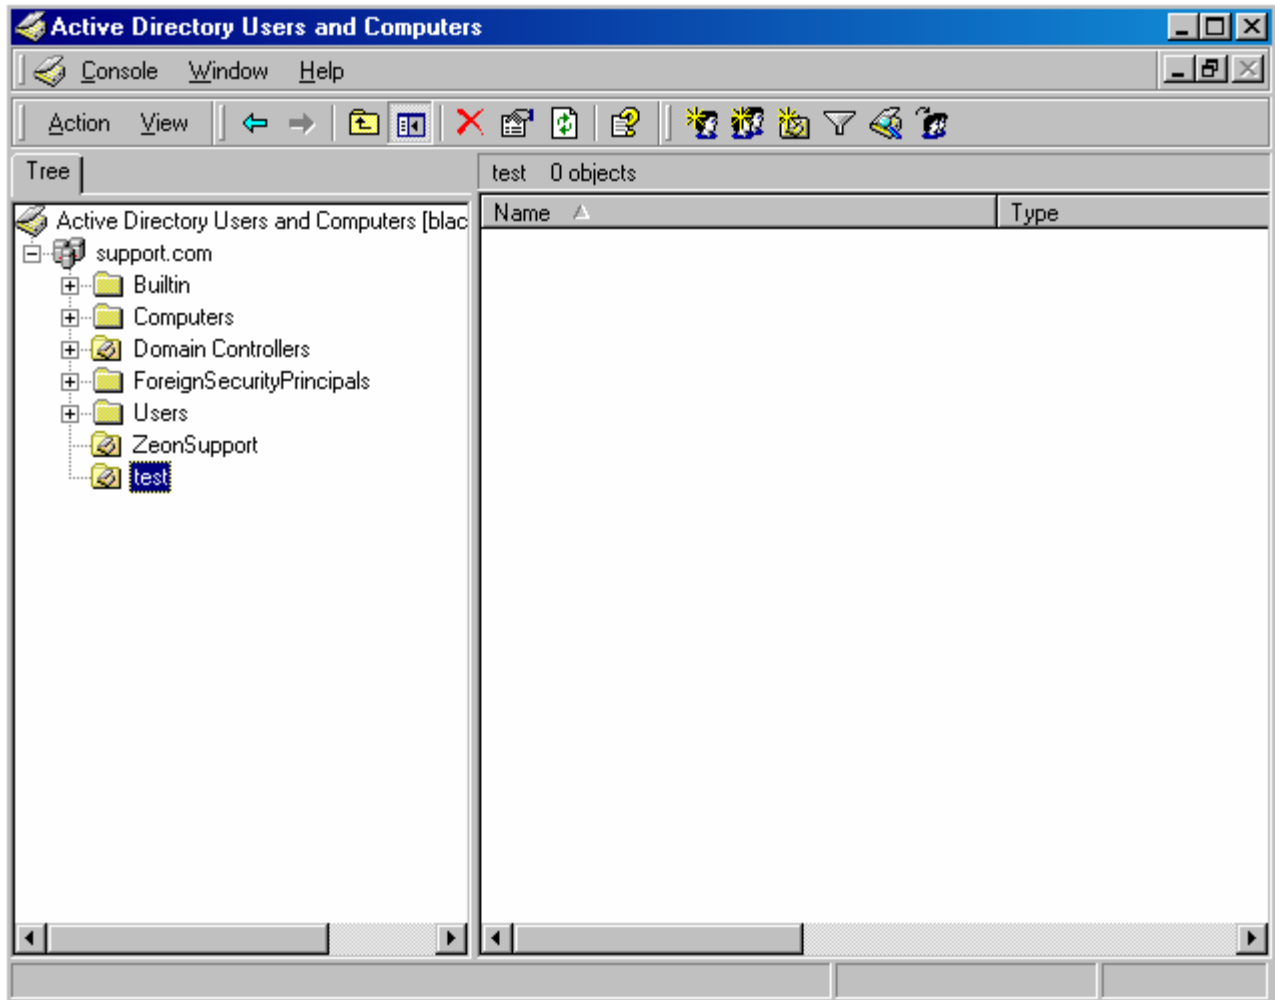 Active Directory Users and Computers
Console Window Help
Action View
Tree
test 0 objects
Name Type
Active Directory Users and Computers [blac
support.com
Builtin
Computers
Domain Controllers
ForeignSecurityPrincipals
Users
ZeonSupport
test